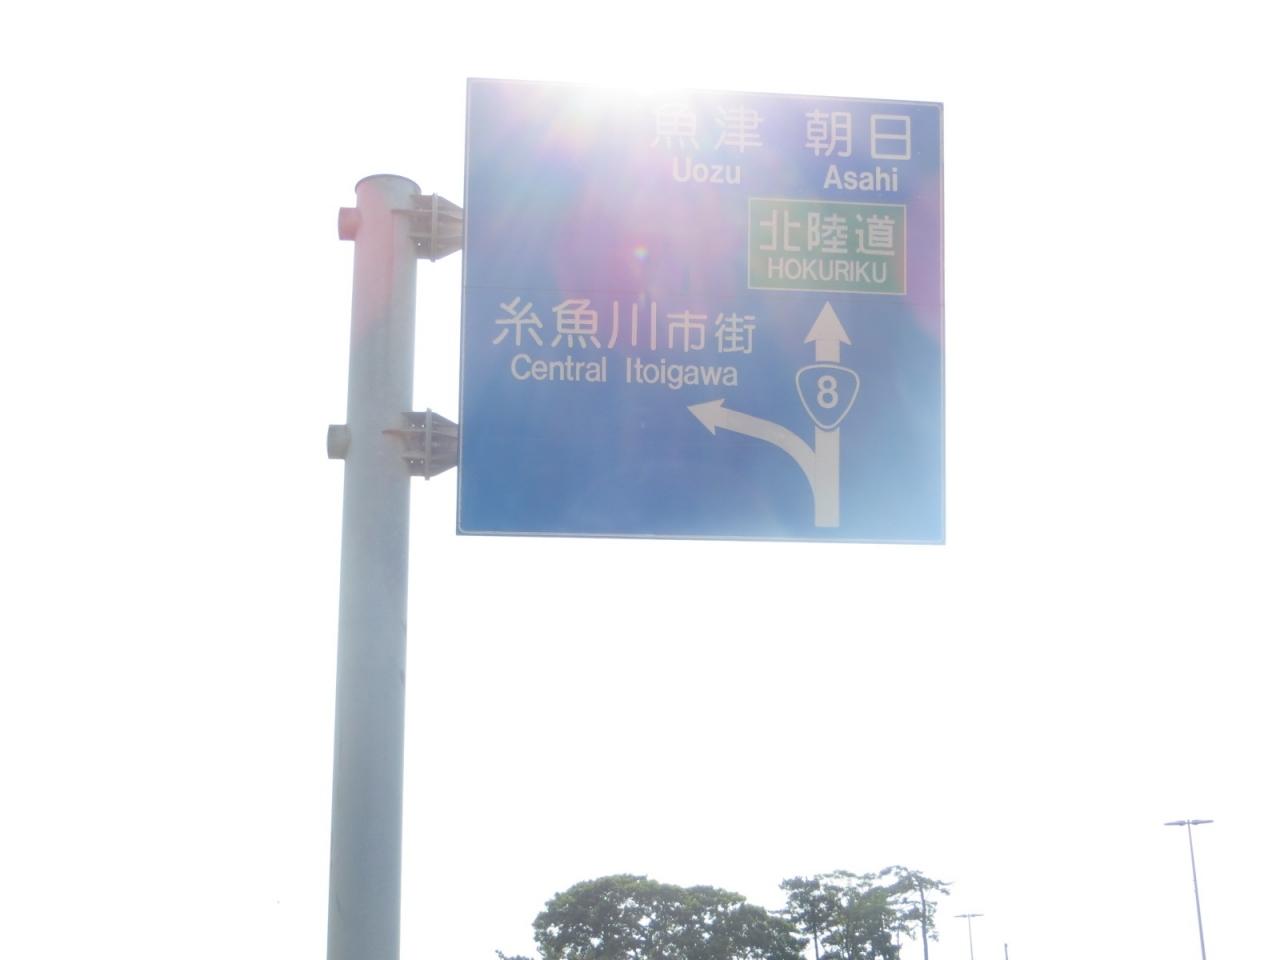 魚津 朝日
Uozu Asahi
北陸道
HOKURIKU
糸魚川市街
Central Itoigawa
8